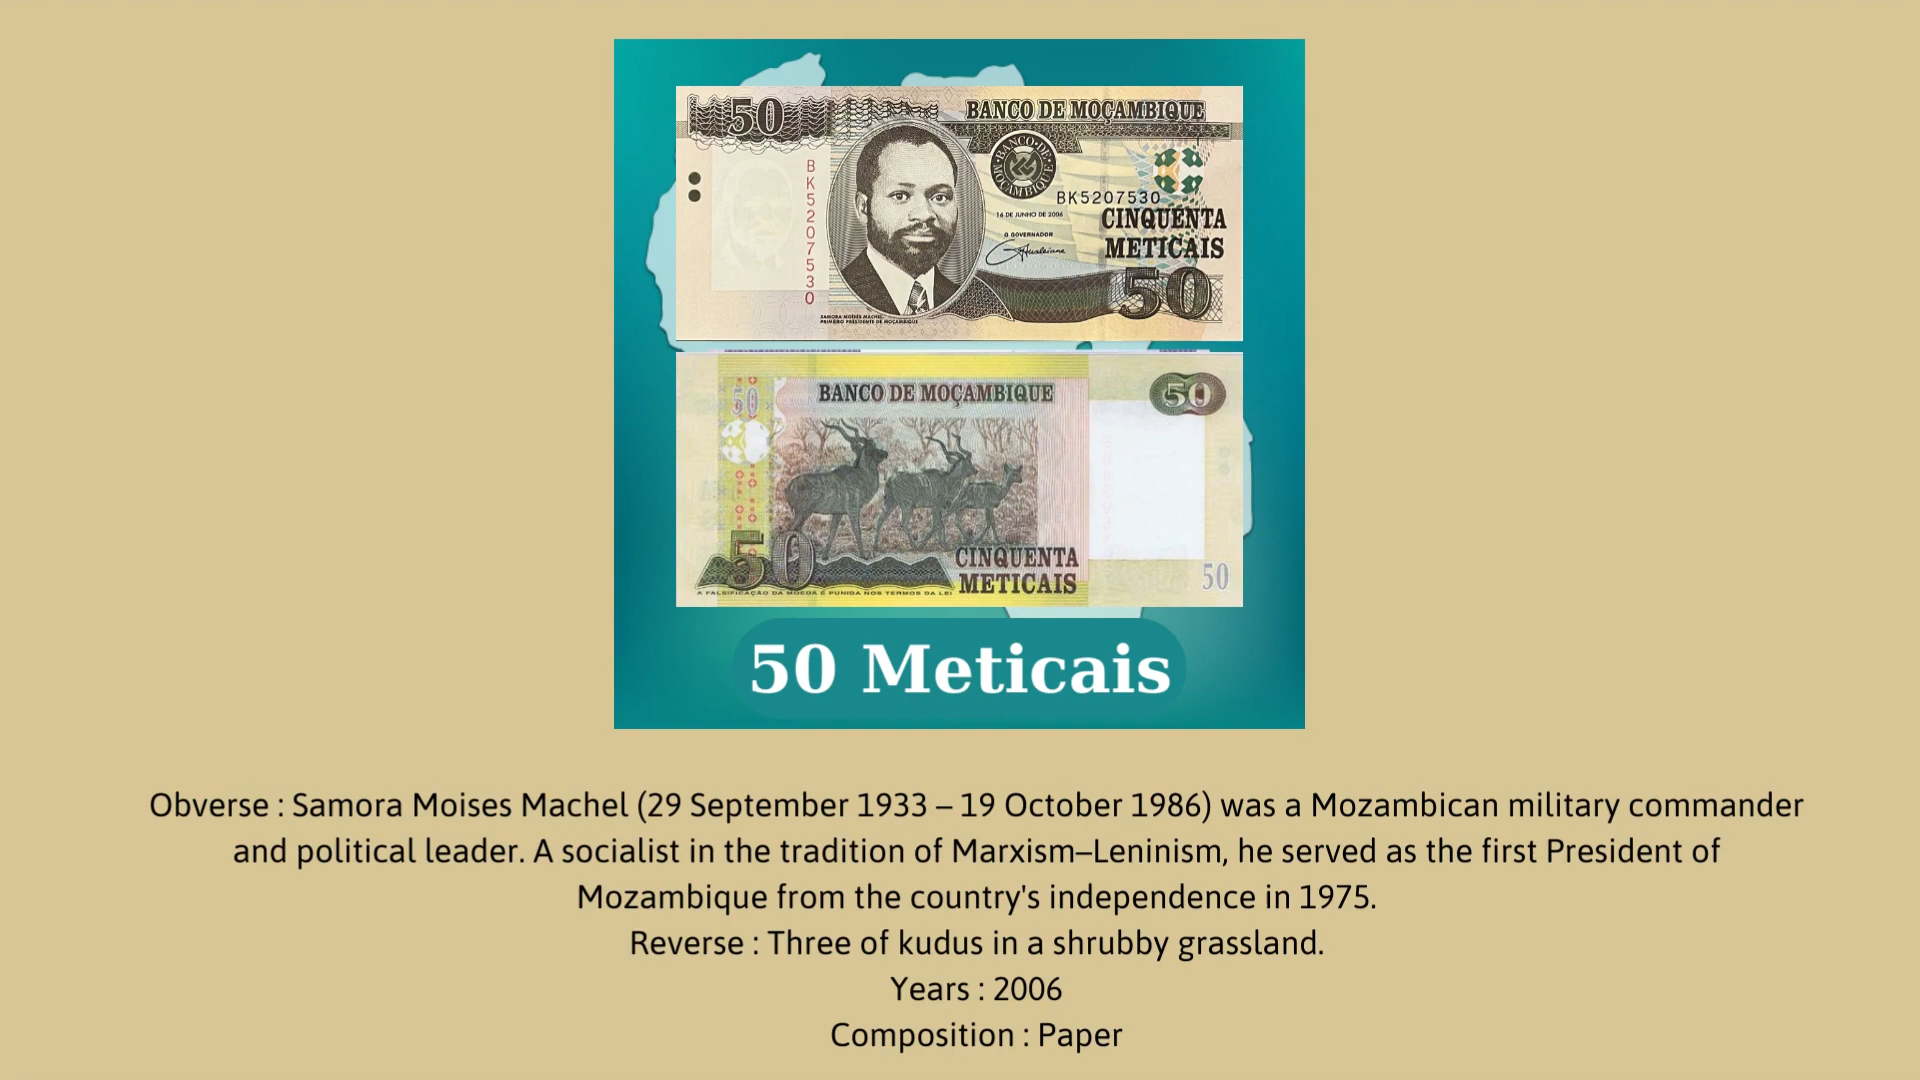 50
BANCO DE MOÇAMBIQUE
BANCO DE MOÇAMBIQUE
BK5207530
BK5207530
16 DE JUNHO DE 2006
O GOVERNADOR
CINQUENTA
METICAIS
50
SAMORA MOISÉS MACHEL,
PRIMEIRO PRESIDENTE DE MOÇAMBIQUE
50
BANCO DE MOÇAMBIQUE
50
50
CINQUENTA
METICAIS
50
A FALSIFICAÇÃO DA MOEDA É PUNIDA NOS TERMOS DA LEI
50 Meticais
Obverse : Samora Moises Machel (29 September 1933 – 19 October 1986) was a Mozambican military commander
and political leader. A socialist in the tradition of Marxism–Leninism, he served as the first President of
Mozambique from the country's independence in 1975.
Reverse : Three of kudus in a shrubby grassland.
Years : 2006
Composition : Paper